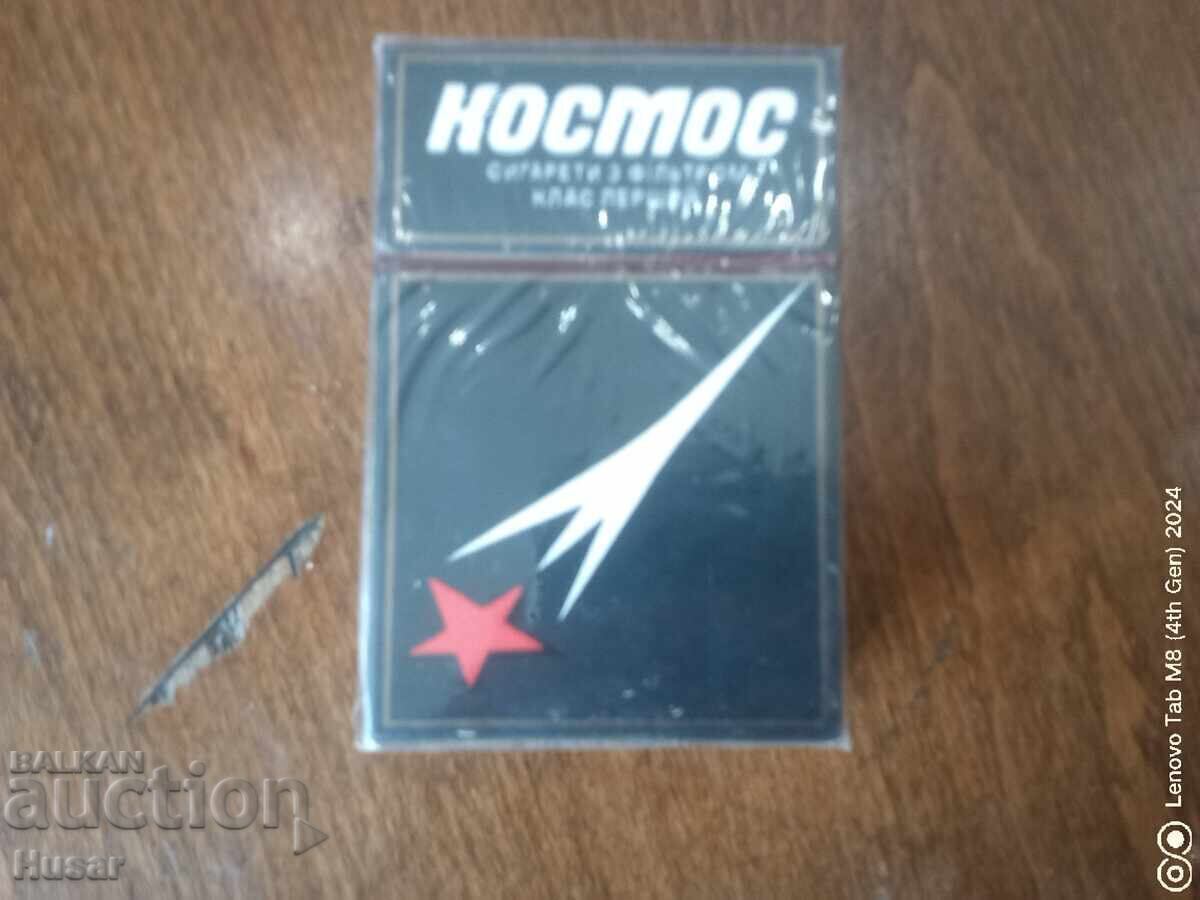 КОСМОС
СИГАРЕТИ З ФІЛЬТРОМ
КЛАС ПЕРШИЙ
BALKAN
auction
Husar
Lenovo Tab M8 (4th Gen) 2024